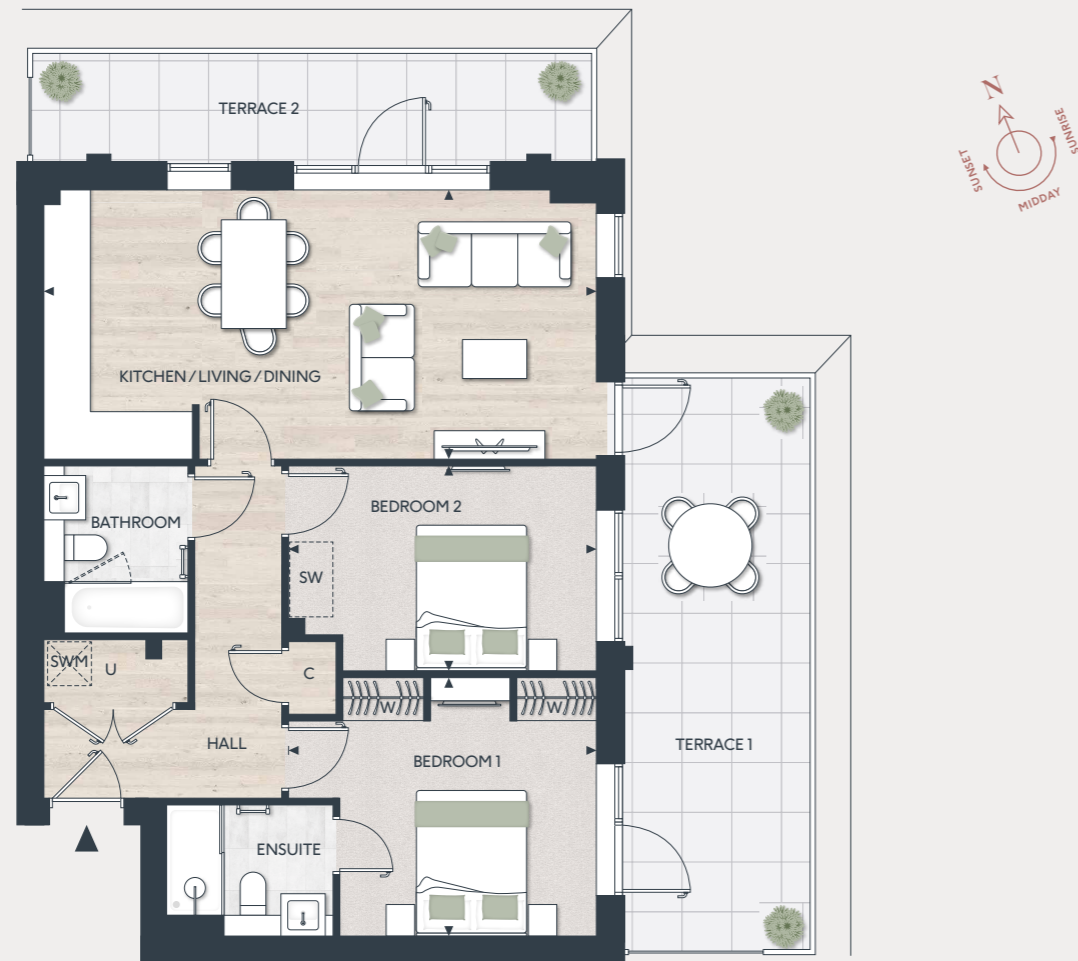 TERRACE 2
N
SUNRISE
SUNSET
MIDDAY
KITCHEN / LIVING / DINING
BATHROOM
BEDROOM 2
SW
SWM
U
C
W
W
HALL
TERRACE 1
BEDROOM 1
ENSUITE